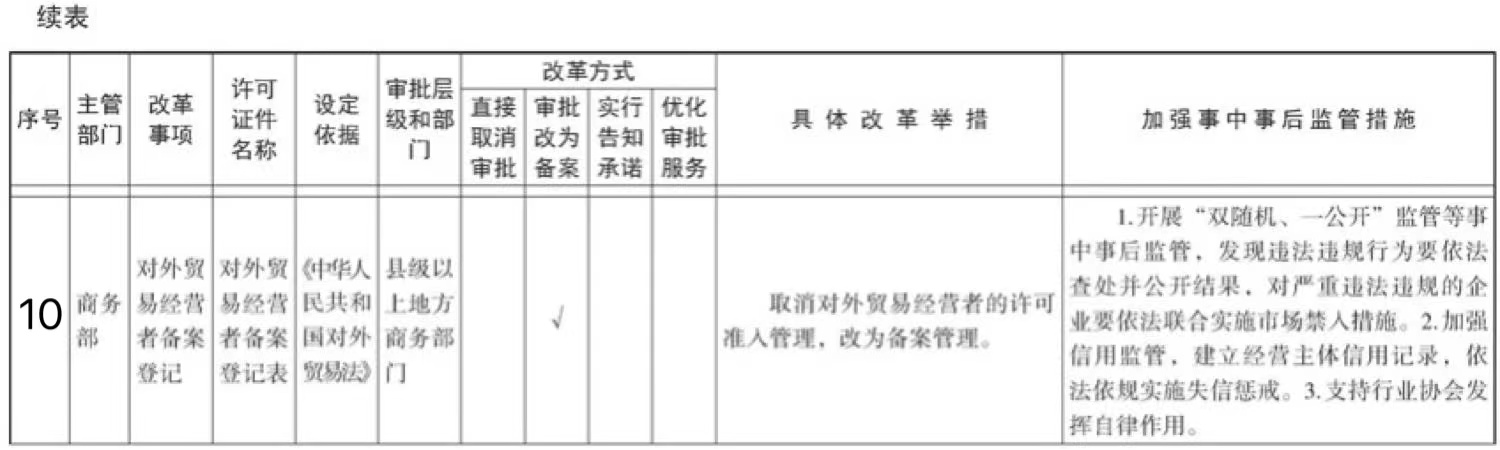 续表
序号
主管
部门
改革
事项
许可
证件
名称
设定
依据
审批层
级和部
门
改革方式
直接
取消
审批
审批
改为
备案
实行
告知
承诺
优化
审批
服务
具体改革举措
加强事中事后监管措施
10
商务
部
对外贸
易经营
者备案
登记
对外贸
易经营
者备案
登记表
《中华人
民共和
国对外
贸易法》
县级以
上地方
商务部
门
√
取消对外贸易经营者的许可
准入管理，改为备案管理。
1.开展“双随机、一公开”监管等事
中事后监管，发现违法违规行为要依法
查处并公开结果，对严重违法违规的企
业要依法联合实施市场禁入措施。2.加强
信用监管，建立经营主体信用记录，依
法依规实施失信惩戒。3.支持行业协会发
挥自律作用。